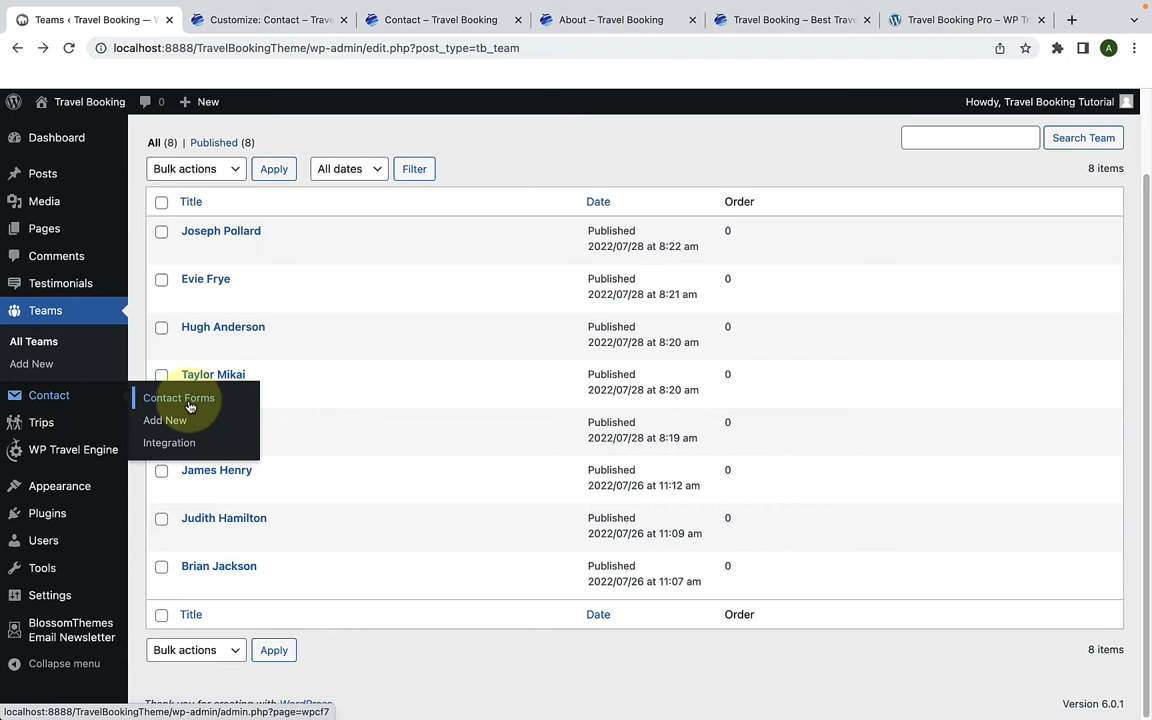 Teams ‹ Travel Booking — W
Customize: Contact – Trave
Contact – Travel Booking
About – Travel Booking
Travel Booking – Best Trave
Travel Booking Pro – WP Tr
localhost:8888/TravelBookingTheme/wp-admin/edit.php?post_type=tb_team
A
Travel Booking
0
New
Howdy, Travel Booking Tutorial
Dashboard
Posts
Media
Pages
Comments
Testimonials
Teams
All Teams
Add New
Contact
Contact Forms
Add New
Integration
Trips
WP Travel Engine
Appearance
Plugins
Users
Tools
Settings
BlossomThemes
Email Newsletter
Collapse menu
All (8) | Published (8)
Search Team
Bulk actions Apply All dates Filter
8 items
Title Date Order
Joseph Pollard Published 0
2022/07/28 at 8:22 am
Evie Frye Published 0
2022/07/28 at 8:21 am
Hugh Anderson Published 0
2022/07/28 at 8:20 am
Taylor Mikai Published 0
2022/07/28 at 8:20 am
Published 0
2022/07/28 at 8:19 am
James Henry Published 0
2022/07/26 at 11:12 am
Judith Hamilton Published 0
2022/07/26 at 11:09 am
Brian Jackson Published 0
2022/07/26 at 11:07 am
Title Date Order
Bulk actions Apply
8 items
Thank you for creating with WordPress
Version 6.0.1
localhost:8888/TravelBookingTheme/wp-admin/admin.php?page=wpcf7